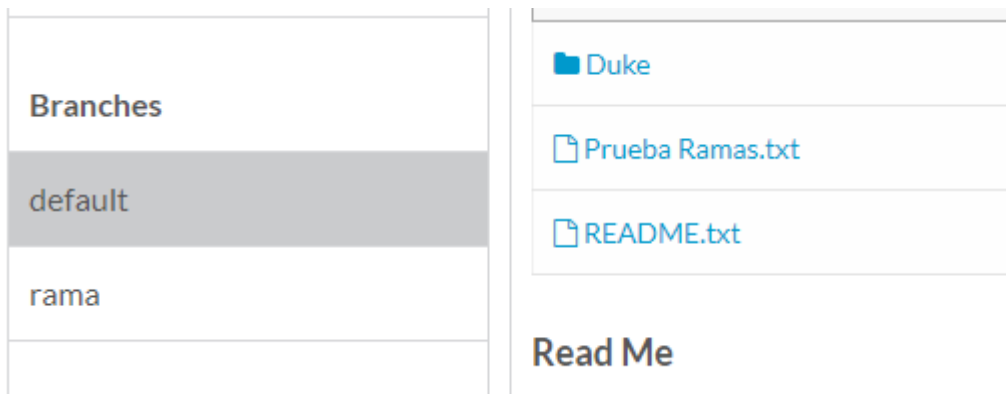 Branches
default
rama
Duke
Prueba Ramas.txt
README.txt
Read Me